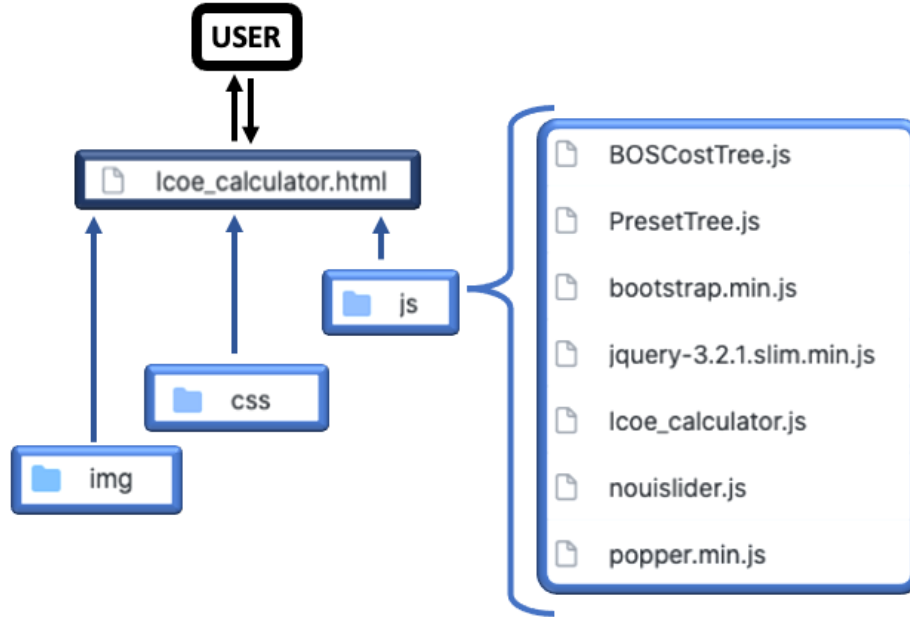 USER
lcoe_calculator.html
js
css
img
BOSCostTree.js
PresetTree.js
bootstrap.min.js
jquery-3.2.1.slim.min.js
lcoe_calculator.js
nouislider.js
popper.min.js